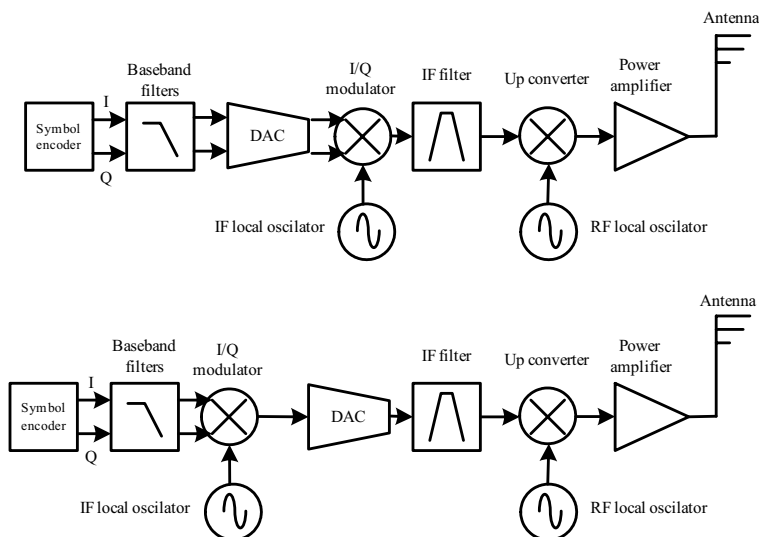 Antenna
Baseband
filters
I/Q
modulator
IF filter
Up converter
Power
amplifier
I
Symbol
encoder
Q
DAC
IF local oscilator
RF local oscilator
Antenna
Baseband
filters
I/Q
modulator
IF filter
Up converter
Power
amplifier
I
Symbol
encoder
Q
DAC
IF local oscilator
RF local oscilator